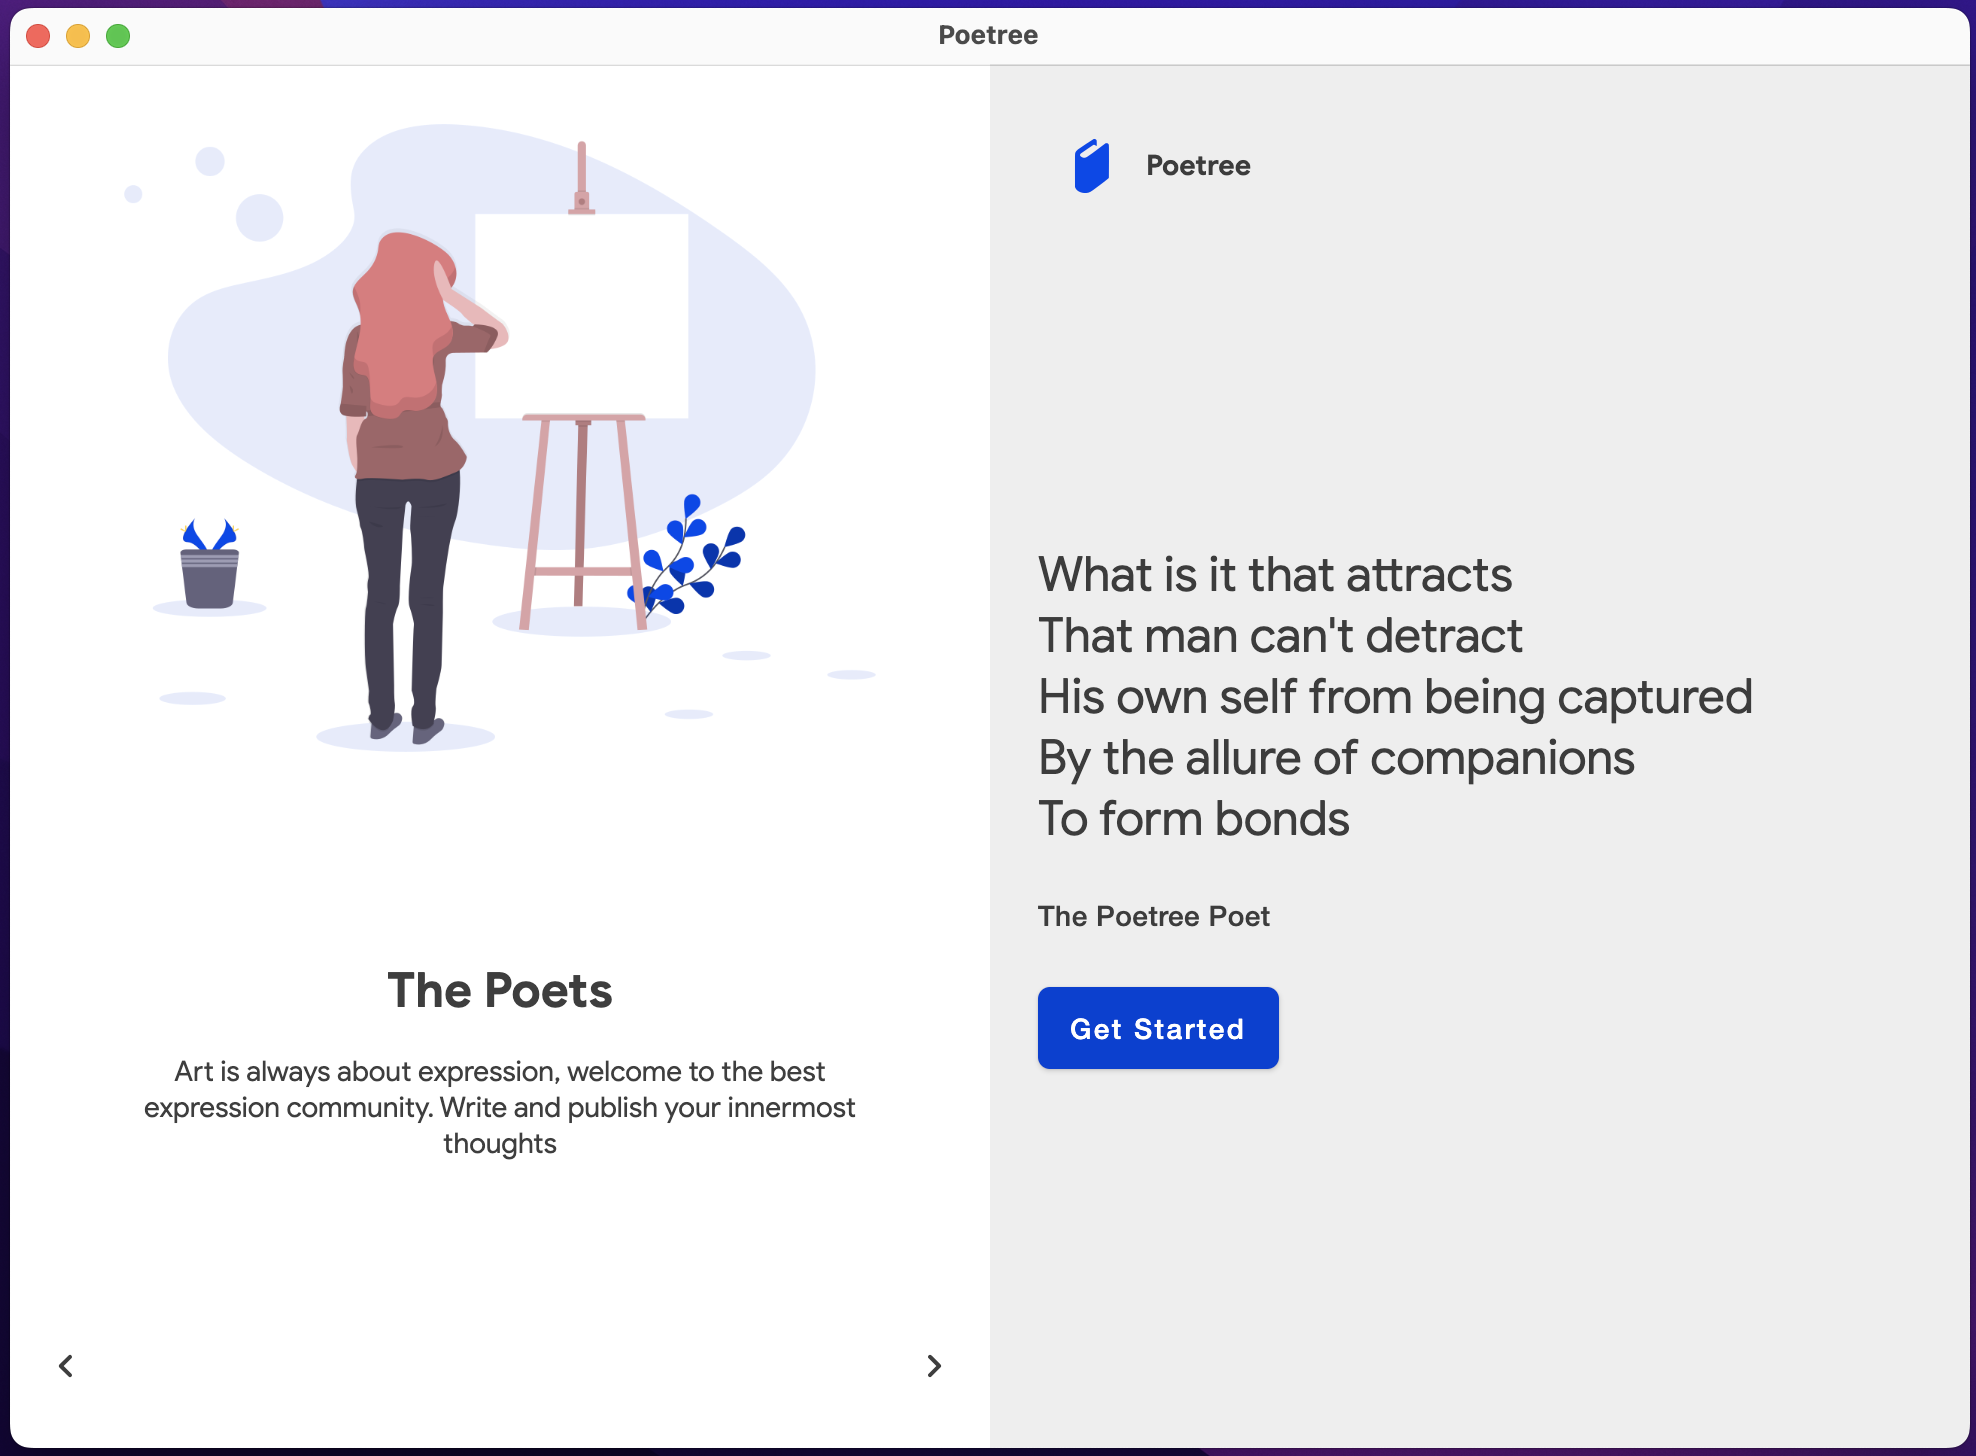 Poetree
Poetree
What is it that attracts
That man can't detract
His own self from being captured
By the allure of companions
To form bonds
The Poetree Poet
Get Started
The Poets
Art is always about expression, welcome to the best
expression community. Write and publish your innermost
thoughts